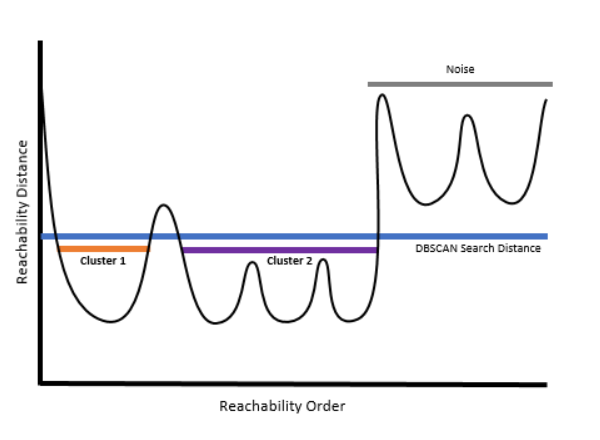 Noise
Reachability Distance
DBSCAN Search Distance
Cluster 1
Cluster 2
Reachability Order